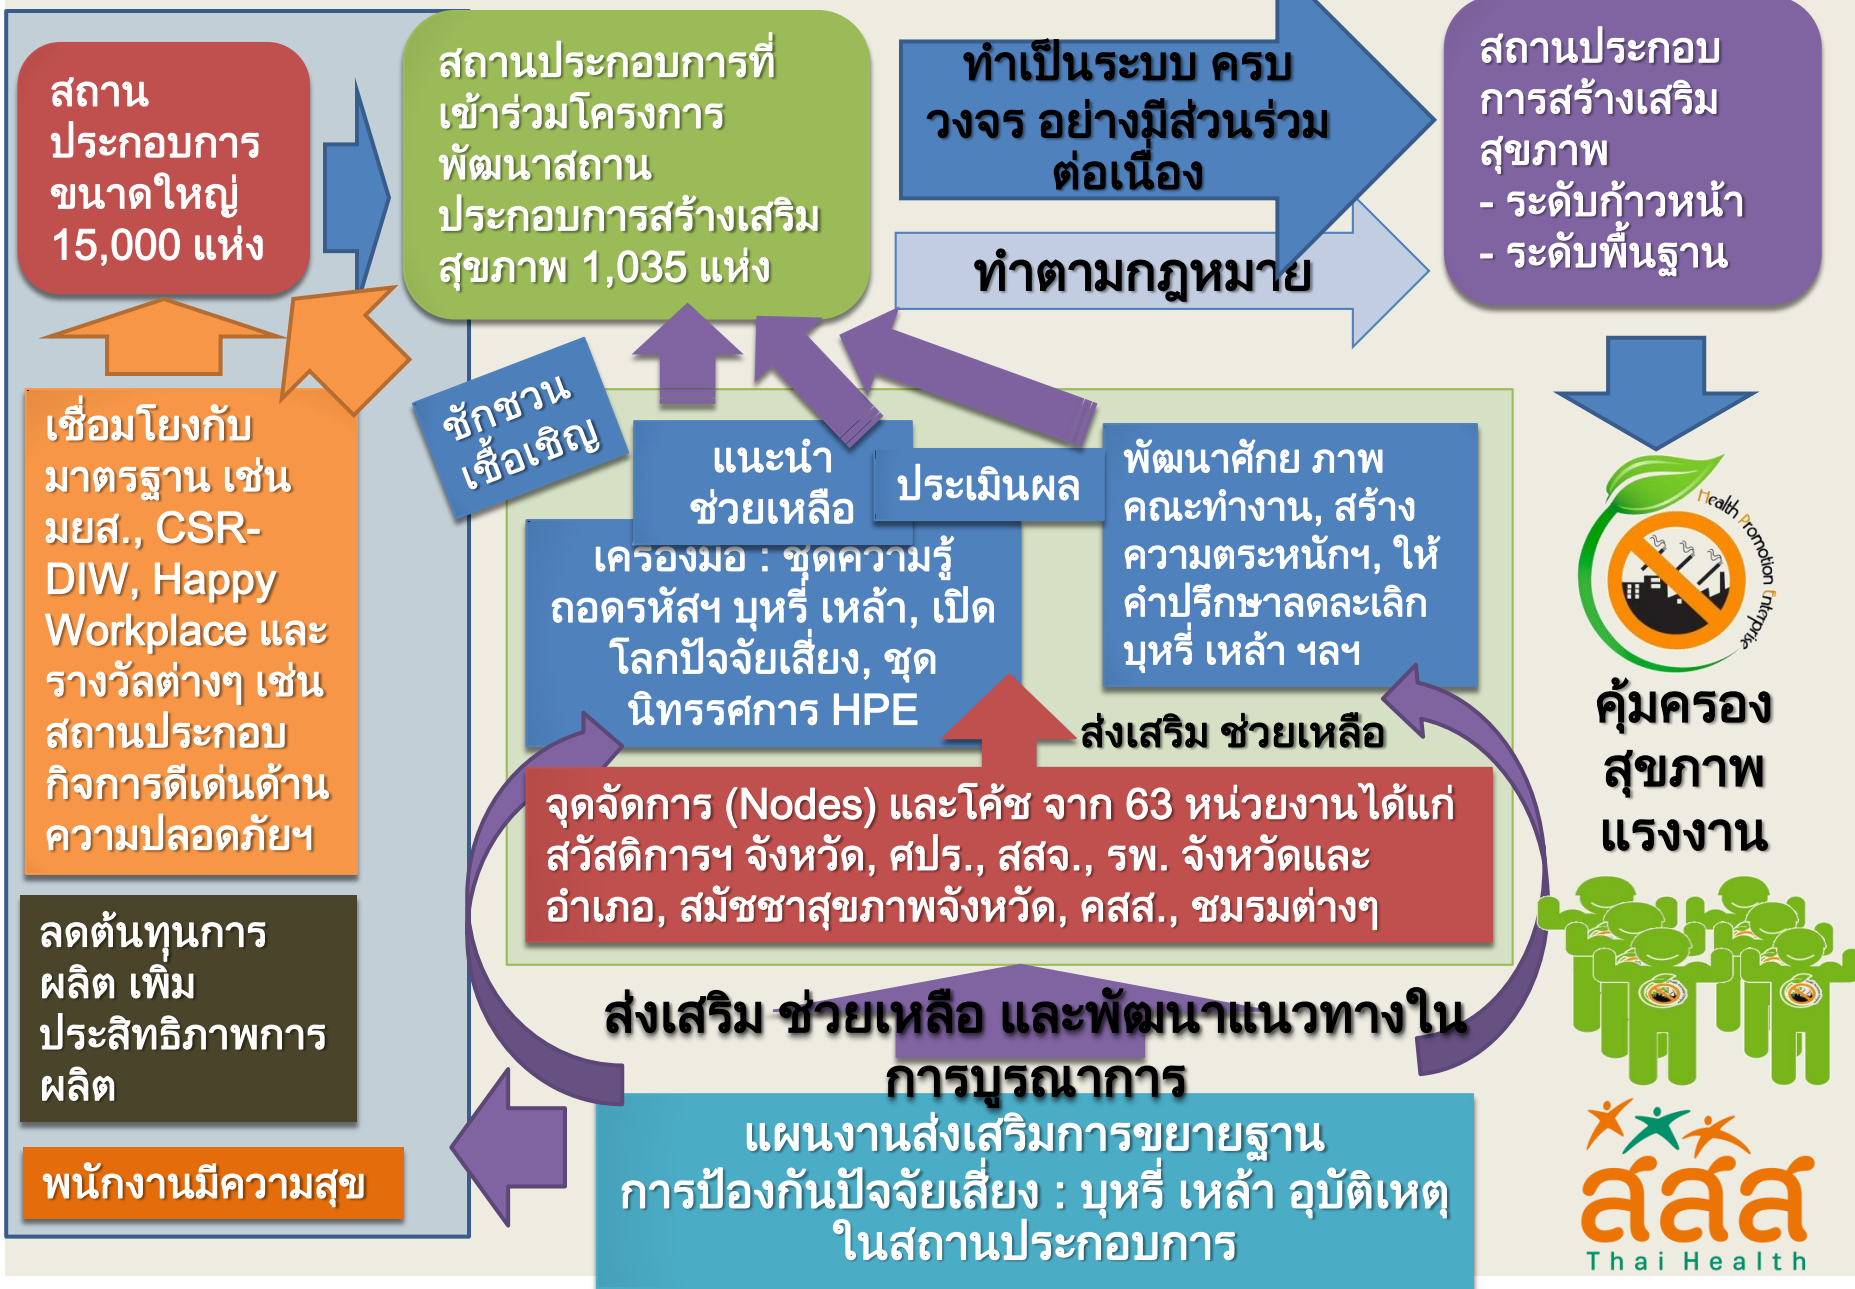 สถาน
ประกอบการ
ขนาดใหญ่
15,000 แห่ง
สถานประกอบการที่
เข้าร่วมโครงการ
พัฒนาสถาน
ประกอบการสร้างเสริม
สุขภาพ 1,035 แห่ง
ทำเป็นระบบ ครบ
วงจร อย่างมีส่วนร่วม
ต่อเนื่อง
ทำตามกฎหมาย
สถานประกอบ
การสร้างเสริม
สุขภาพ
- ระดับก้าวหน้า
- ระดับพื้นฐาน
เชื่อมโยงกับ
มาตรฐาน เช่น
มยส., CSR-
DIW, Happy
Workplace และ
รางวัลต่างๆ เช่น
สถานประกอบ
กิจการดีเด่นด้าน
ความปลอดภัยฯ
ชักชวน
เชื้อเชิญ
แนะนำ
ช่วยเหลือ
ประเมินผล
พัฒนาศักย ภาพ
คณะทำงาน, สร้าง
ความตระหนักฯ, ให้
คำปรึกษาลดละเลิก
บุหรี่ เหล้า ฯลฯ
เครื่องมือ : ชุดความรู้
ถอดรหัสฯ บุหรี่ เหล้า, เปิด
โลกปัจจัยเสี่ยง, ชุด
นิทรรศการ HPE
ส่งเสริม ช่วยเหลือ
จุดจัดการ (Nodes) และโค้ช จาก 63 หน่วยงานได้แก่
สวัสดิการฯ จังหวัด, ศปร., สสจ., รพ. จังหวัดและ
อำเภอ, สมัชชาสุขภาพจังหวัด, คสส., ชมรมต่างๆ
Health Promotion Enterprise
คุ้มครอง
สุขภาพ
แรงงาน
ลดต้นทุนการ
ผลิต เพิ่ม
ประสิทธิภาพการ
ผลิต
พนักงานมีความสุข
ส่งเสริม ช่วยเหลือ และพัฒนาแนวทางใน
การบูรณาการ
แผนงานส่งเสริมการขยายฐาน
การป้องกันปัจจัยเสี่ยง : บุหรี่ เหล้า อุบัติเหตุ
ในสถานประกอบการ
สสส
Thai Health